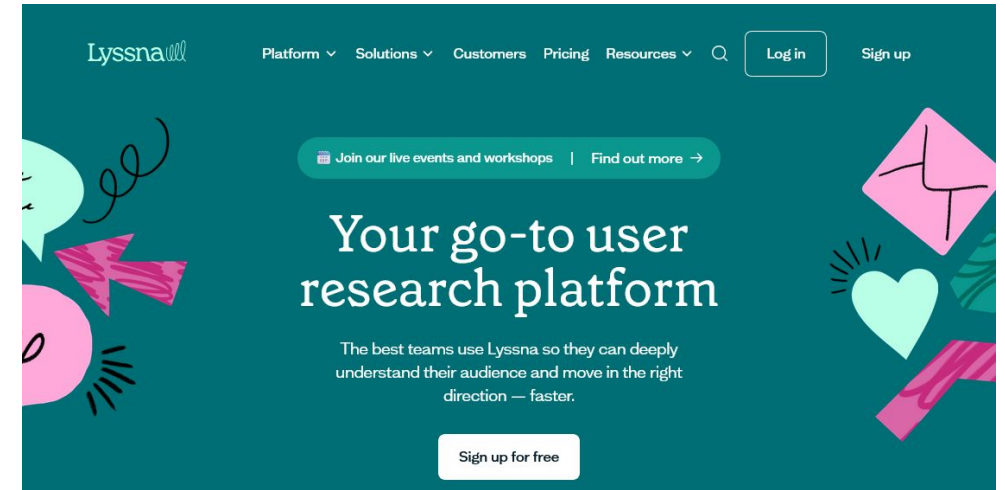 Lyssna
Platform Solutions Customers Pricing Resources Log in Sign up
Join our live events and workshops | Find out more →
Your go-to user
research platform
The best teams use Lyssna so they can deeply
understand their audience and move in the right
direction — faster.
Sign up for free